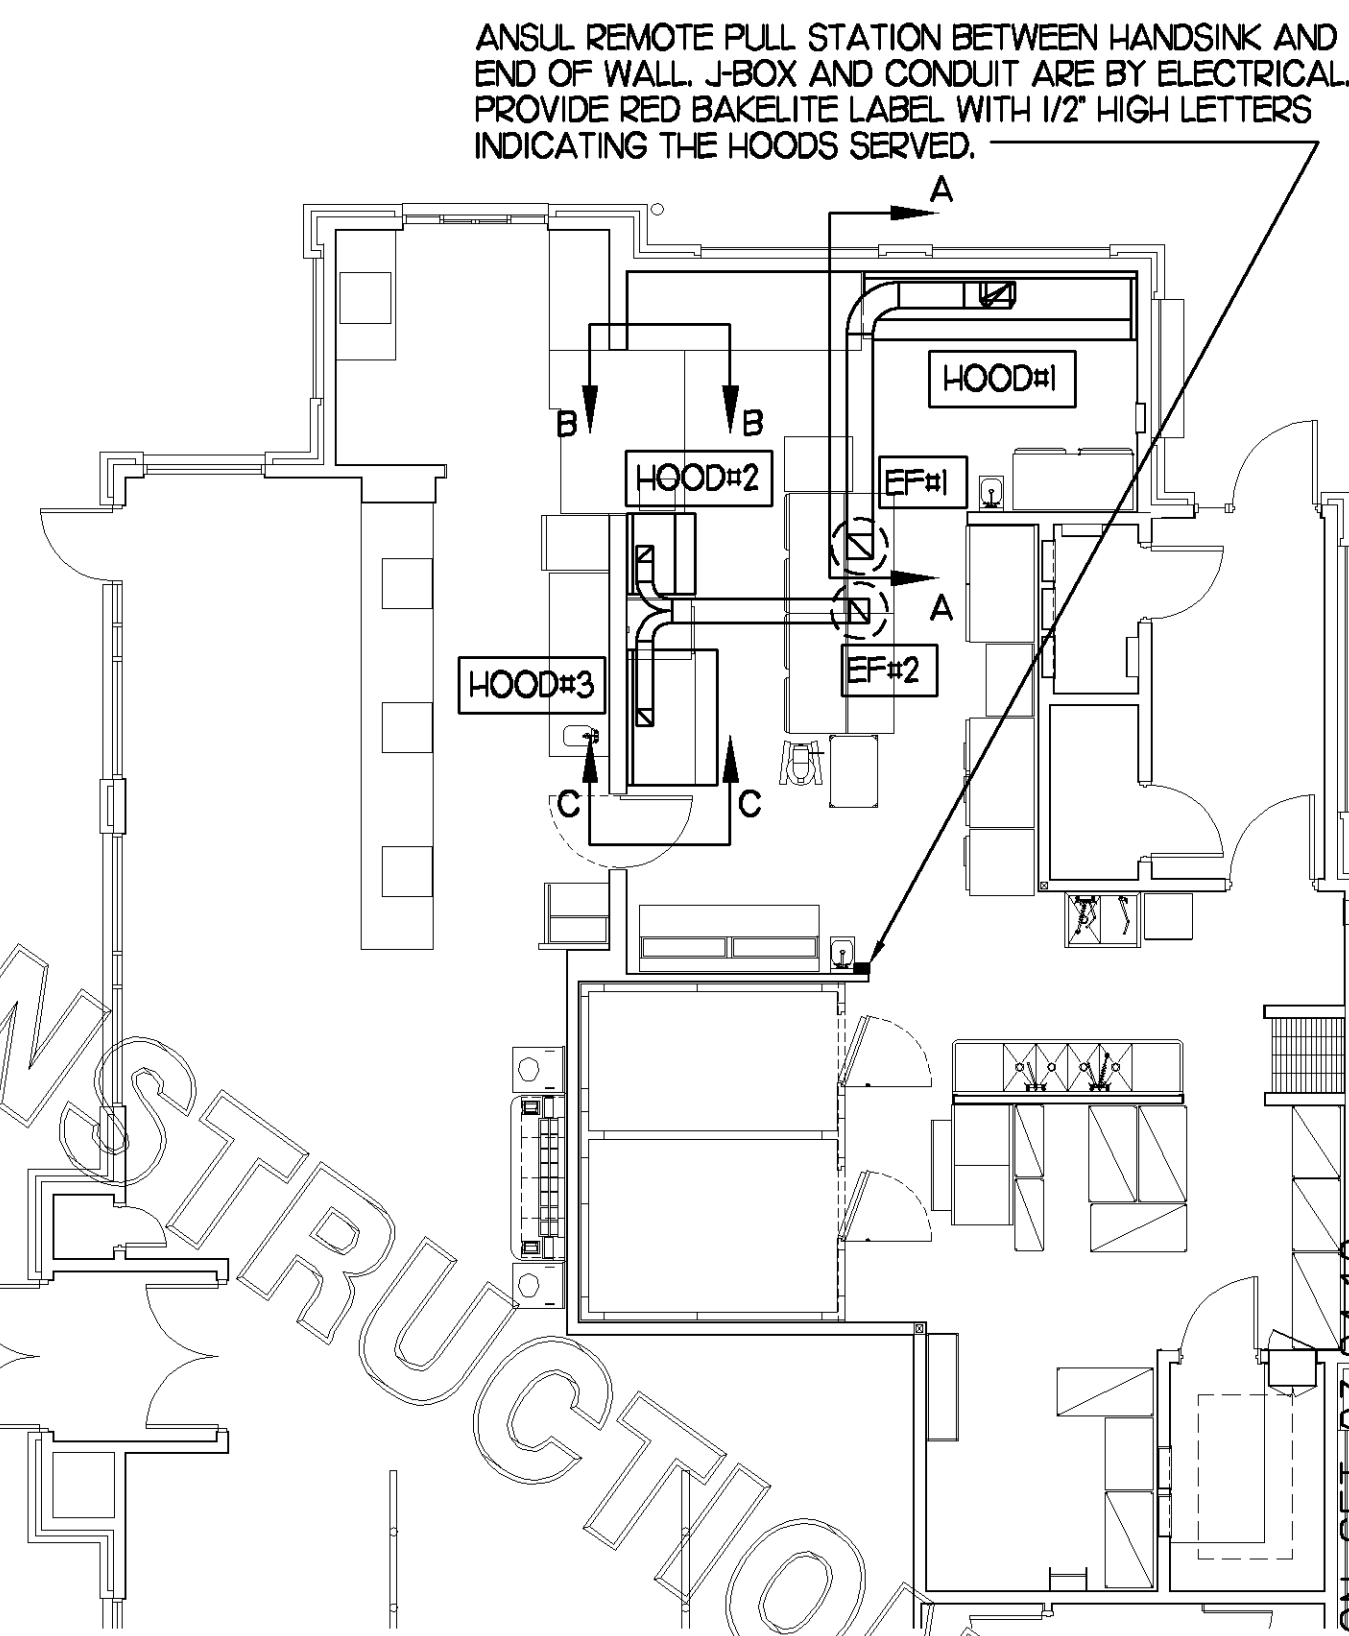 ANSUL REMOTE PULL STATION BETWEEN HANDSINK AND
END OF WALL. J-BOX AND CONDUIT ARE BY ELECTRICAL.
PROVIDE RED BAKELITE LABEL WITH 1/2" HIGH LETTERS
INDICATING THE HOODS SERVED.
A
HOOD#1
B
B
HOOD#2
EF#1
A
HOOD#3
EF#2
C
C
NSTRUCTIO